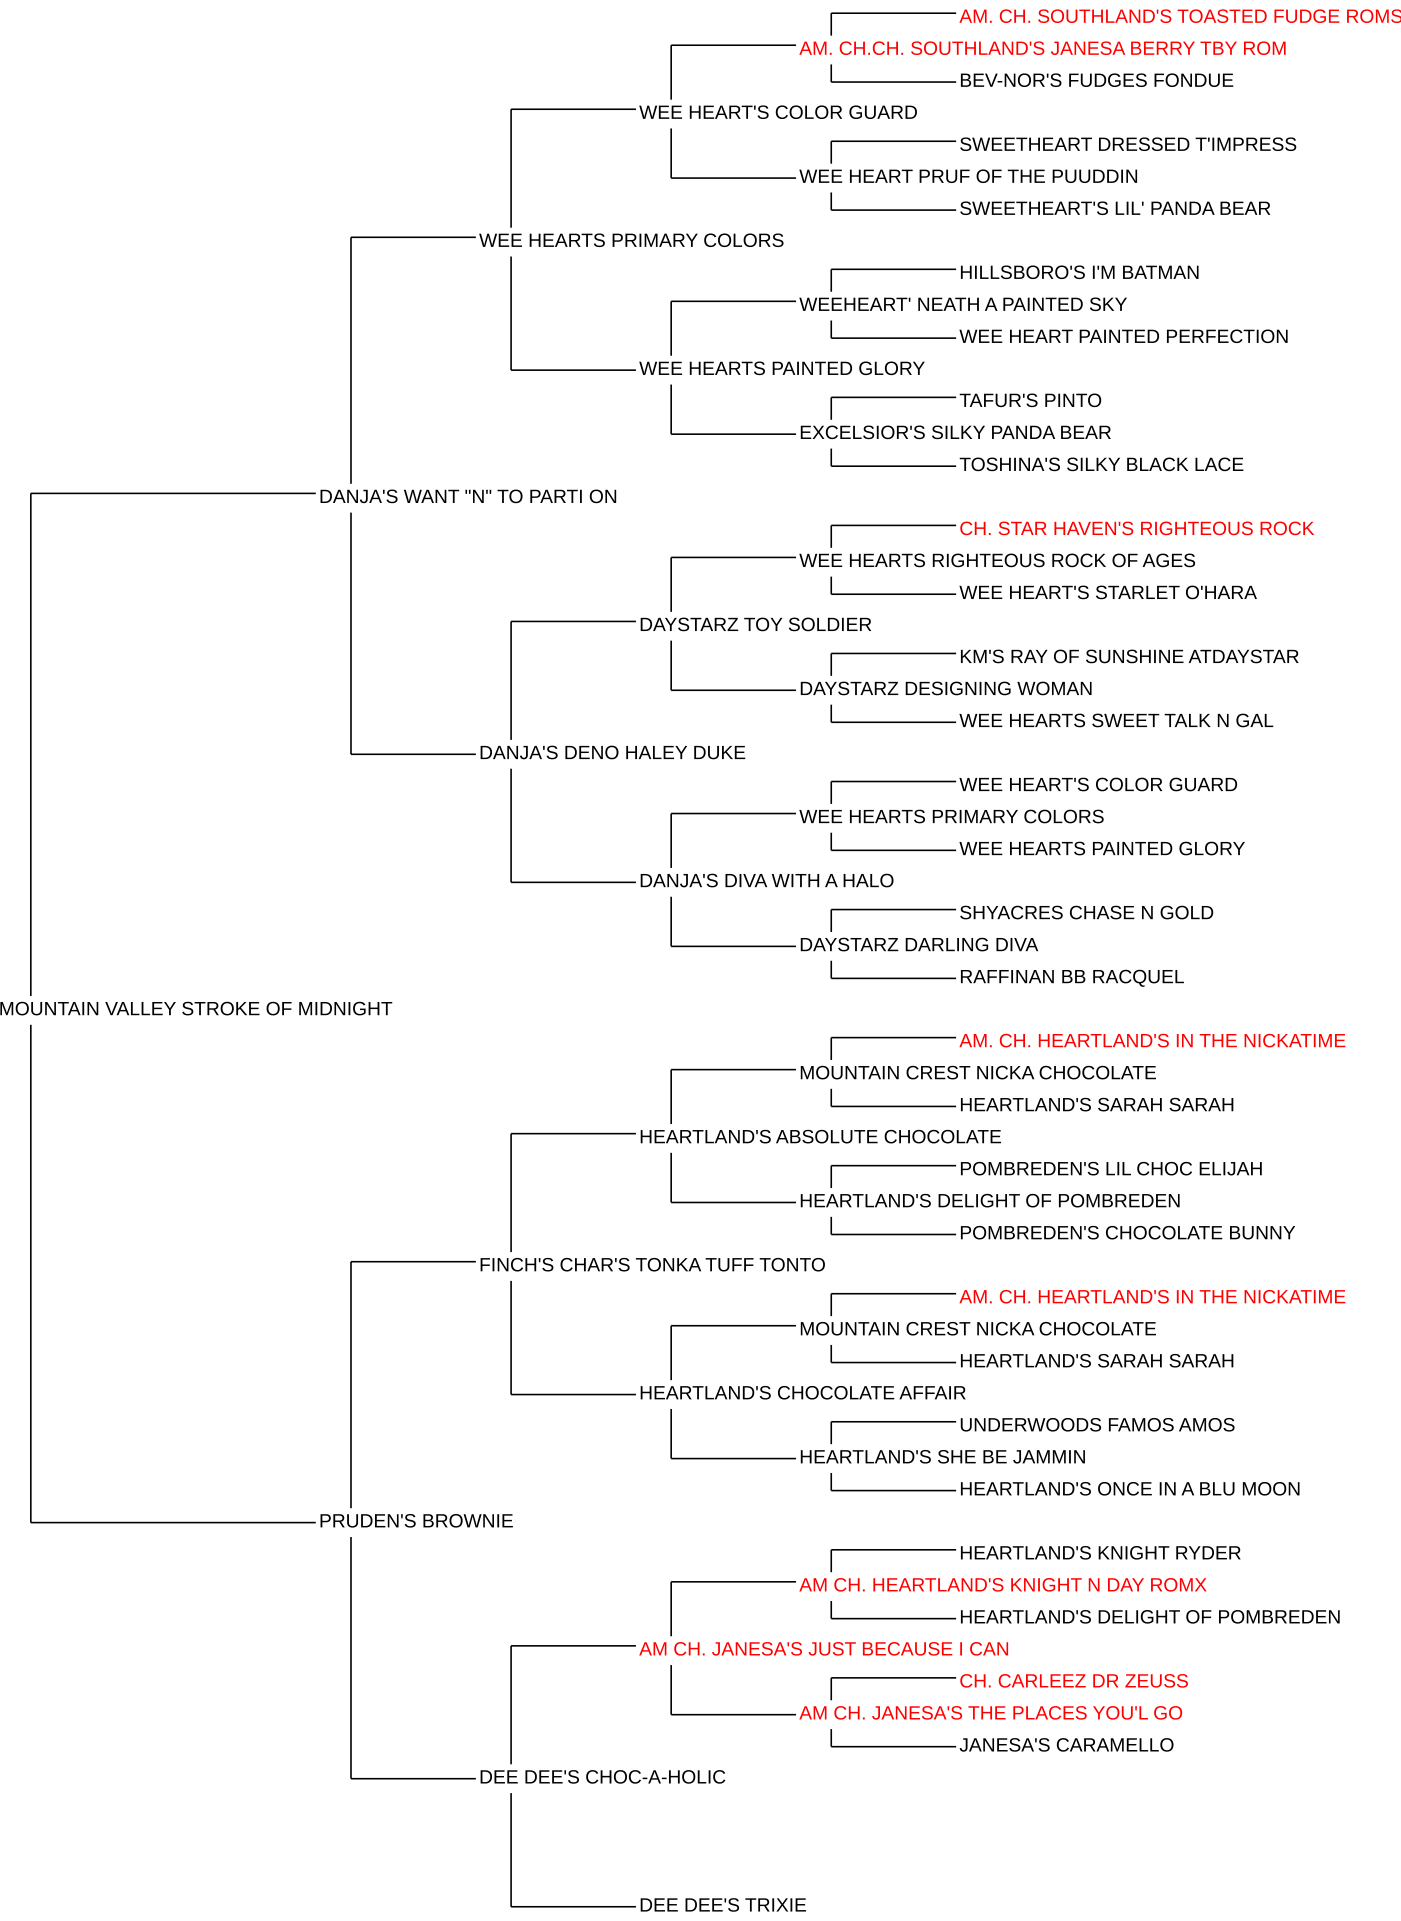 AM. CH. SOUTHLAND'S TOASTED FUDGE ROMS
AM. CH.CH. SOUTHLAND'S JANESA BERRY TBY ROM
BEV-NOR'S FUDGES FONDUE
WEE HEART'S COLOR GUARD
SWEETHEART DRESSED T'IMPRESS
WEE HEART PRUF OF THE PUUDDIN
SWEETHEART'S LIL' PANDA BEAR
WEE HEARTS PRIMARY COLORS
HILLSBORO'S I'M BATMAN
WEEHEART' NEATH A PAINTED SKY
WEE HEART PAINTED PERFECTION
WEE HEARTS PAINTED GLORY
TAFUR'S PINTO
EXCELSIOR'S SILKY PANDA BEAR
TOSHINA'S SILKY BLACK LACE
DANJA'S WANT "N" TO PARTI ON
CH. STAR HAVEN'S RIGHTEOUS ROCK
WEE HEARTS RIGHTEOUS ROCK OF AGES
WEE HEART'S STARLET O'HARA
DAYSTARZ TOY SOLDIER
KM'S RAY OF SUNSHINE ATDAYSTAR
DAYSTARZ DESIGNING WOMAN
WEE HEARTS SWEET TALK N GAL
DANJA'S DENO HALEY DUKE
WEE HEART'S COLOR GUARD
WEE HEARTS PRIMARY COLORS
WEE HEARTS PAINTED GLORY
DANJA'S DIVA WITH A HALO
SHYACRES CHASE N GOLD
DAYSTARZ DARLING DIVA
RAFFINAN BB RACQUEL
MOUNTAIN VALLEY STROKE OF MIDNIGHT
AM. CH. HEARTLAND'S IN THE NICKATIME
MOUNTAIN CREST NICKA CHOCOLATE
HEARTLAND'S SARAH SARAH
HEARTLAND'S ABSOLUTE CHOCOLATE
POMBREDEN'S LIL CHOC ELIJAH
HEARTLAND'S DELIGHT OF POMBREDEN
POMBREDEN'S CHOCOLATE BUNNY
FINCH'S CHAR'S TONKA TUFF TONTO
AM. CH. HEARTLAND'S IN THE NICKATIME
MOUNTAIN CREST NICKA CHOCOLATE
HEARTLAND'S SARAH SARAH
HEARTLAND'S CHOCOLATE AFFAIR
UNDERWOODS FAMOS AMOS
HEARTLAND'S SHE BE JAMMIN
HEARTLAND'S ONCE IN A BLU MOON
PRUDEN'S BROWNIE
HEARTLAND'S KNIGHT RYDER
AM CH. HEARTLAND'S KNIGHT N DAY ROMX
HEARTLAND'S DELIGHT OF POMBREDEN
AM CH. JANESA'S JUST BECAUSE I CAN
CH. CARLEEZ DR ZEUSS
AM CH. JANESA'S THE PLACES YOU'L GO
JANESA'S CARAMELLO
DEE DEE'S CHOC-A-HOLIC
DEE DEE'S TRIXIE